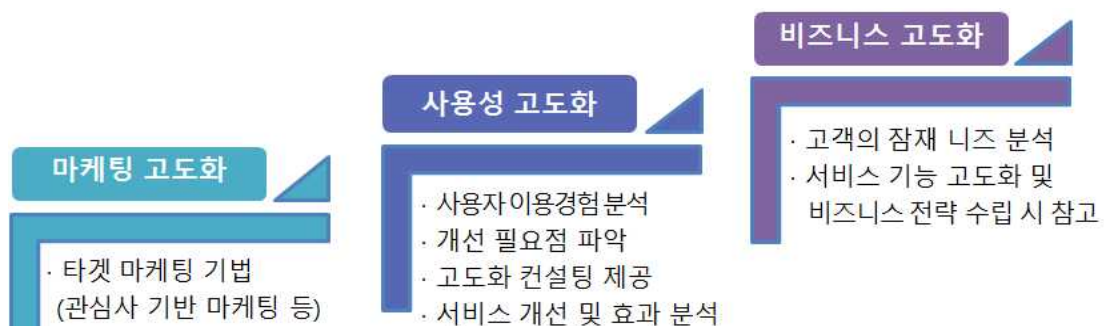 마케팅 고도화
· 타겟 마케팅 기법
(관심사 기반 마케팅 등)
사용성 고도화
· 사용자 이용경험 분석
· 개선 필요점 파악
· 고도화 컨설팅 제공
· 서비스 개선 및 효과 분석
비즈니스 고도화
· 고객의 잠재 니즈 분석
· 서비스 기능 고도화 및
비즈니스 전략 수립 시 참고